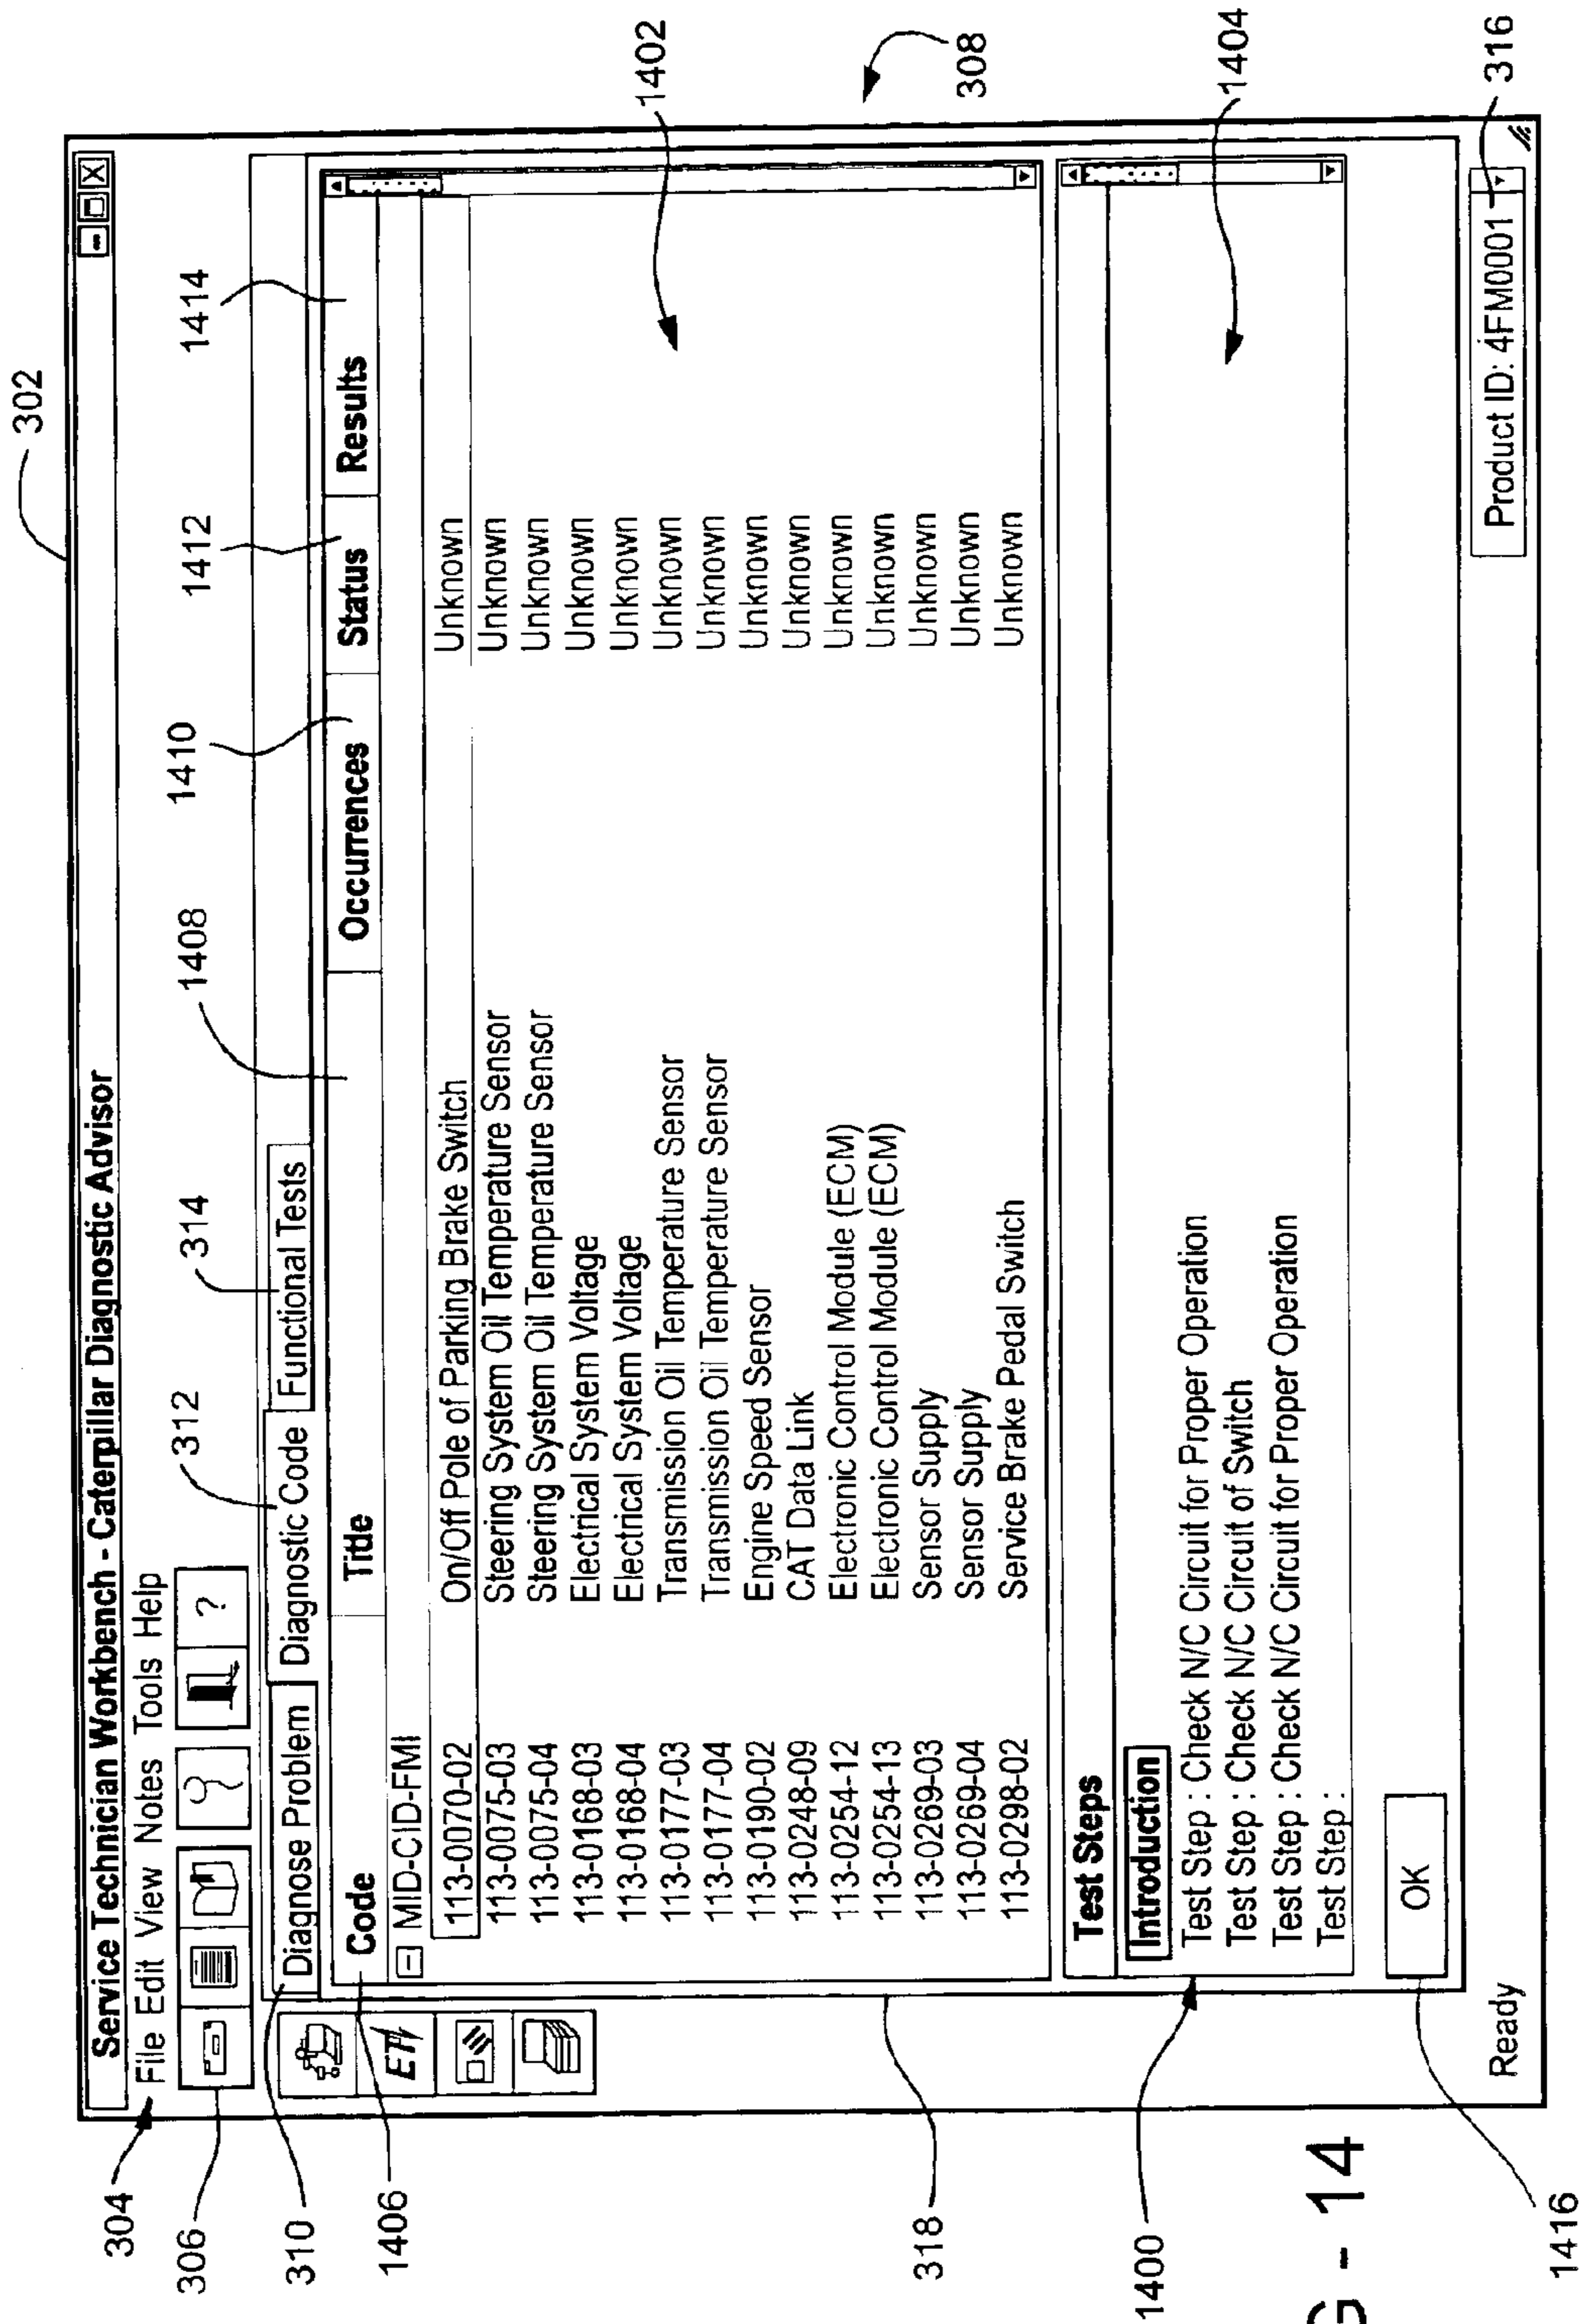 302
Service Technician Workbench - Caterpillar Diagnostic Advisor
304
File Edit View Notes Tools Help
306
?
312
314
1408
1410
1412
1414
310
Diagnose Problem Diagnostic Code Functional Tests
Code Title Occurrences Status Results
1406
ET
MID-CID-FMI
113-0070-02 On/Off Pole of Parking Brake Switch Unknown
113-0075-03 Steering System Oil Temperature Sensor Unknown
113-0075-04 Steering System Oil Temperature Sensor Unknown
113-0168-03 Electrical System Voltage Unknown
113-0168-04 Electrical System Voltage Unknown
113-0177-03 Transmission Oil Temperature Sensor Unknown
113-0177-04 Transmission Oil Temperature Sensor Unknown
113-0190-02 Engine Speed Sensor Unknown
113-0248-09 CAT Data Link Unknown
113-0254-12 Electronic Control Module (ECM) Unknown
113-0254-13 Electronic Control Module (ECM) Unknown
113-0269-03 Sensor Supply Unknown
113-0269-04 Sensor Supply Unknown
113-0298-02 Service Brake Pedal Switch Unknown
1402
308
318
Test Steps
Introduction
Test Step : Check N/C Circuit for Proper Operation
Test Step : Check N/C Circuit of Switch
Test Step : Check N/C Circuit for Proper Operation
Test Step :
1400
1404
OK
1416
Ready
Product ID: 4FM0001
316
G - 14